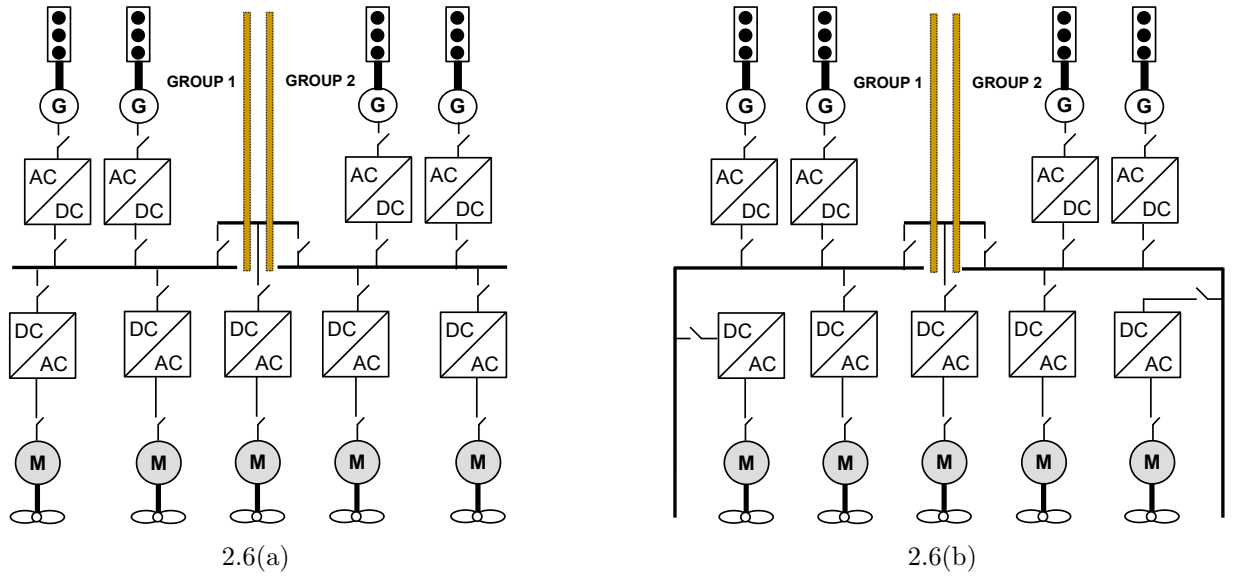 GROUP 1 GROUP 2 GROUP 1 GROUP 2
G G G G G G G G
AC AC AC AC AC AC AC AC
DC DC DC DC DC DC DC DC
DC DC DC DC DC DC DC DC DC DC
AC AC AC AC AC AC AC AC AC AC
M M M M M M M M M M
2.6(a) 2.6(b)